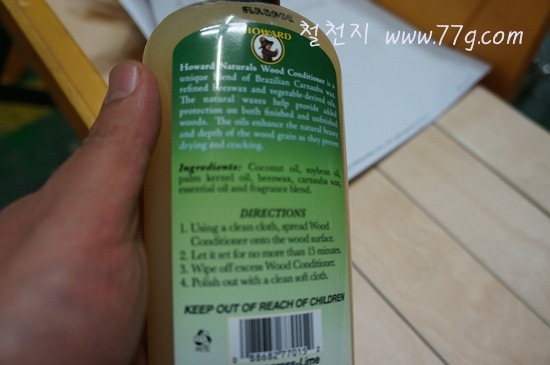 철천지 www.77g.com
HOWARD
Howard Naturals Wood Conditioner is a
unique blend of Brazilian Carnauba wax,
refined beeswax and vegetable-derived oils.
The natural waxes help provide added
protection on both finished and unfinished
woods. The oils enhance the natural beauty
and depth of the wood grain as they prevent
drying and cracking.
Ingredients: Coconut oil, soybean oil,
palm kernel oil, beeswax, carnauba wax,
essential oil and fragrance blend.
DIRECTIONS
1. Using a clean cloth, spread Wood
Conditioner onto the wood surface.
2. Let it set for no more than 15 minutes.
3. Wipe off excess Wood Conditioner.
4. Polish out with a clean soft cloth.
KEEP OUT OF REACH OF CHILDREN
Lime